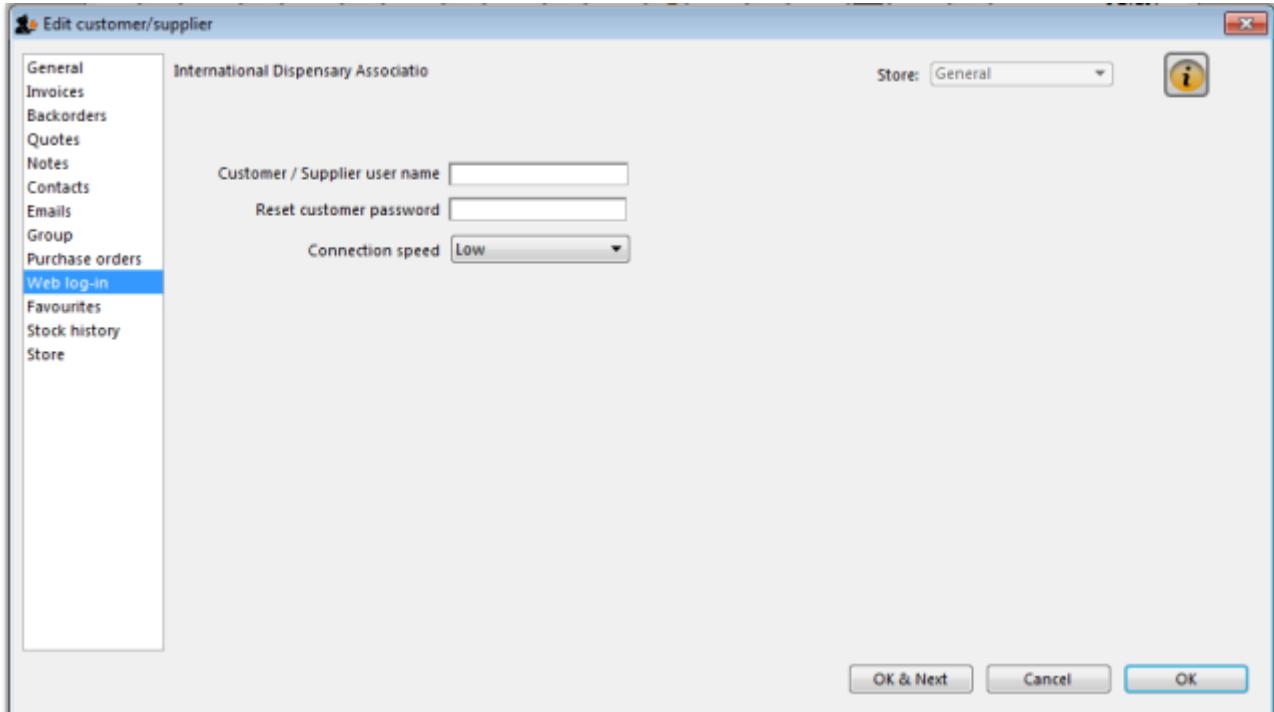 Edit customer/supplier
General
Invoices
Backorders
Quotes
Notes
Contacts
Emails
Group
Purchase orders
Web log-in
Favourites
Stock history
Store
International Dispensary Associatio
Store: General
Customer / Supplier user name
Reset customer password
Connection speed Low
OK & Next Cancel OK